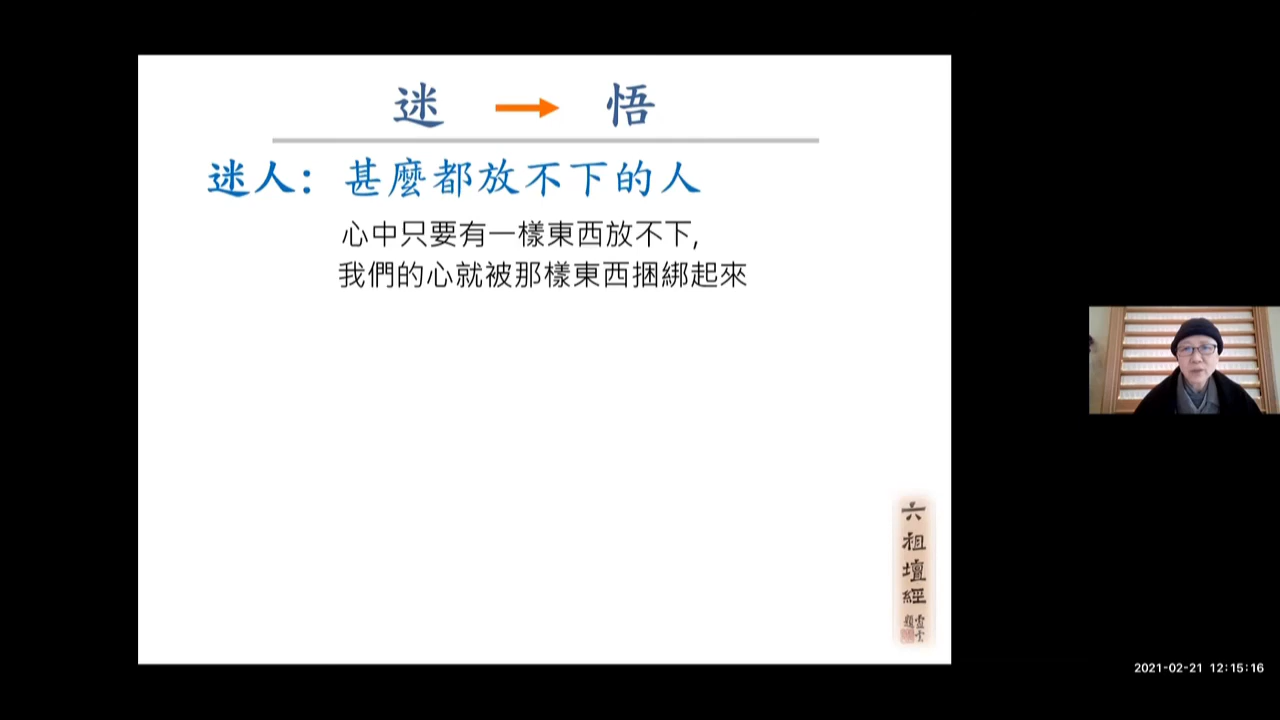 迷 → 悟
迷人：甚麼都放不下的人
心中只要有一樣東西放不下,
我們的心就被那樣東西捆綁起來
六祖壇經
2021-02-21 12:15:16